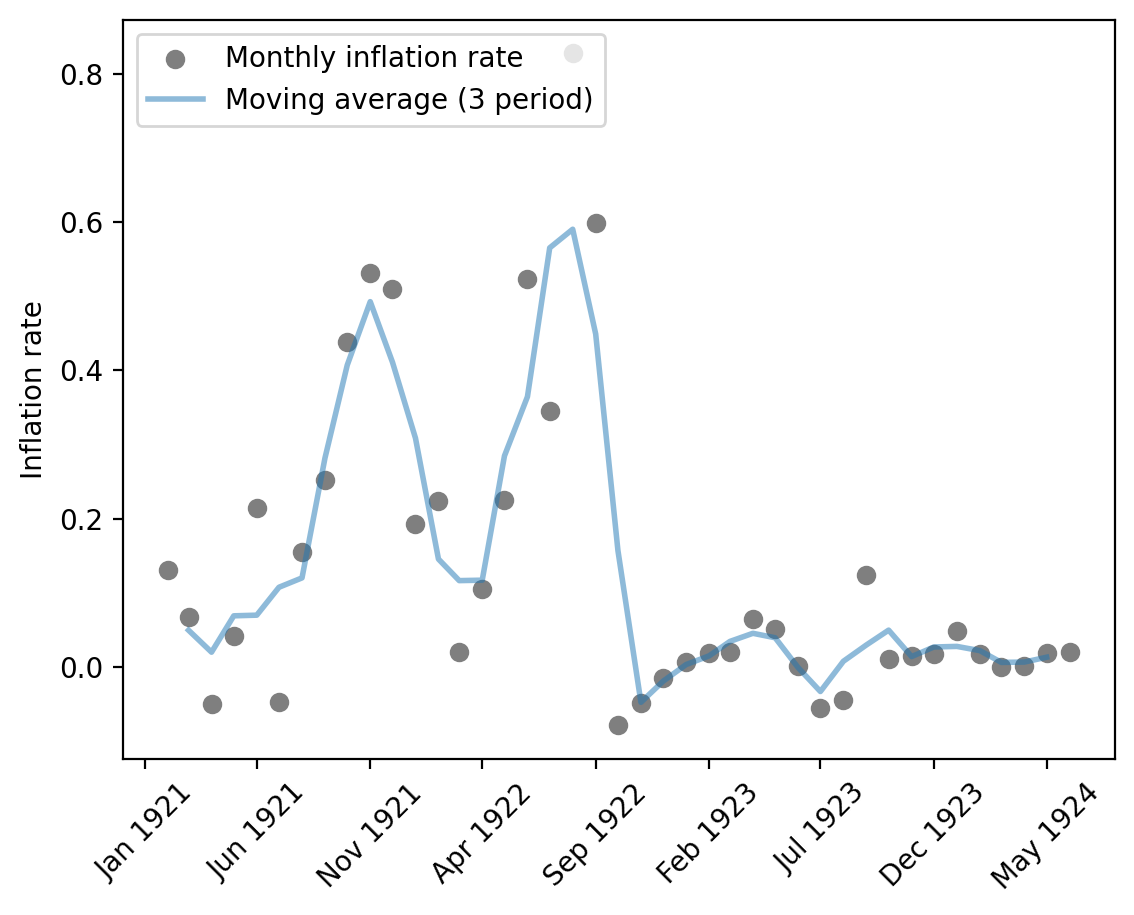 Monthly inflation rate
Moving average (3 period)
0.8
0.6
0.4
0.2
0.0
Inflation rate
Jan 1921
Jun 1921
Nov 1921
Apr 1922
Sep 1922
Feb 1923
Jul 1923
Dec 1923
May 1924